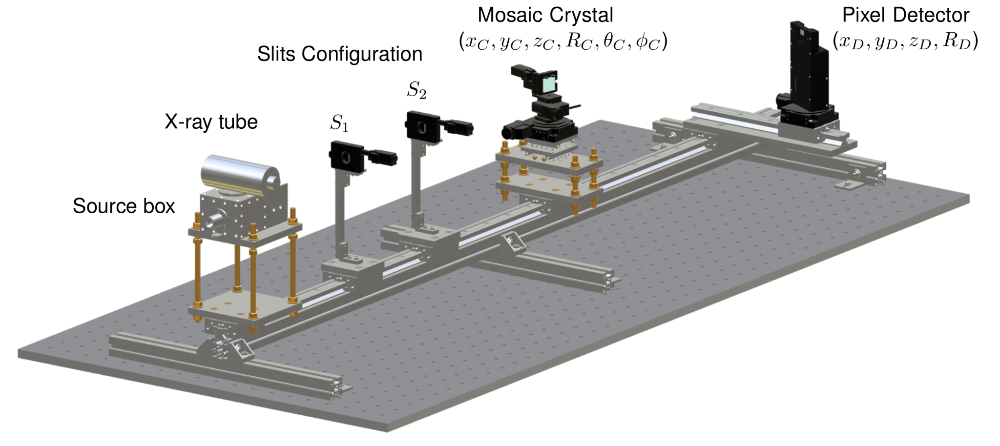 Mosaic Crystal
(x_C, y_C, z_C, R_C, θ_C, ϕ_C)
Pixel Detector
(x_D, y_D, z_D, R_D)
Slits Configuration
S_2
S_1
X-ray tube
Source box